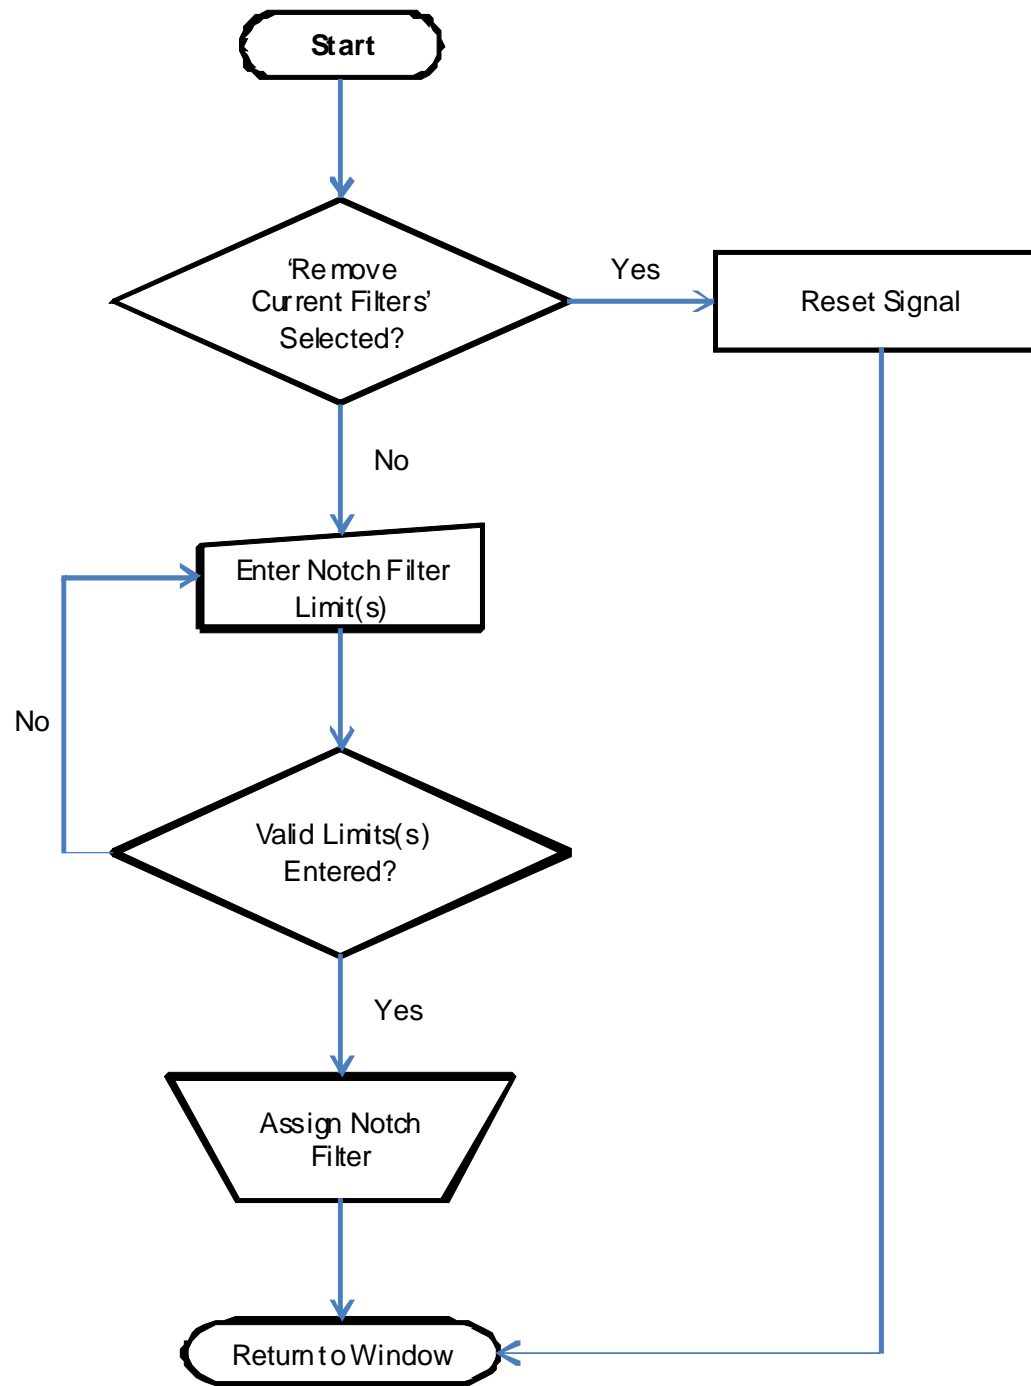 Start
'Remove
Current Filters'
Selected?
Yes
Reset Signal
No
Enter Notch Filter
Limit(s)
No
Valid Limits(s)
Entered?
Yes
Assign Notch
Filter
Return to Window